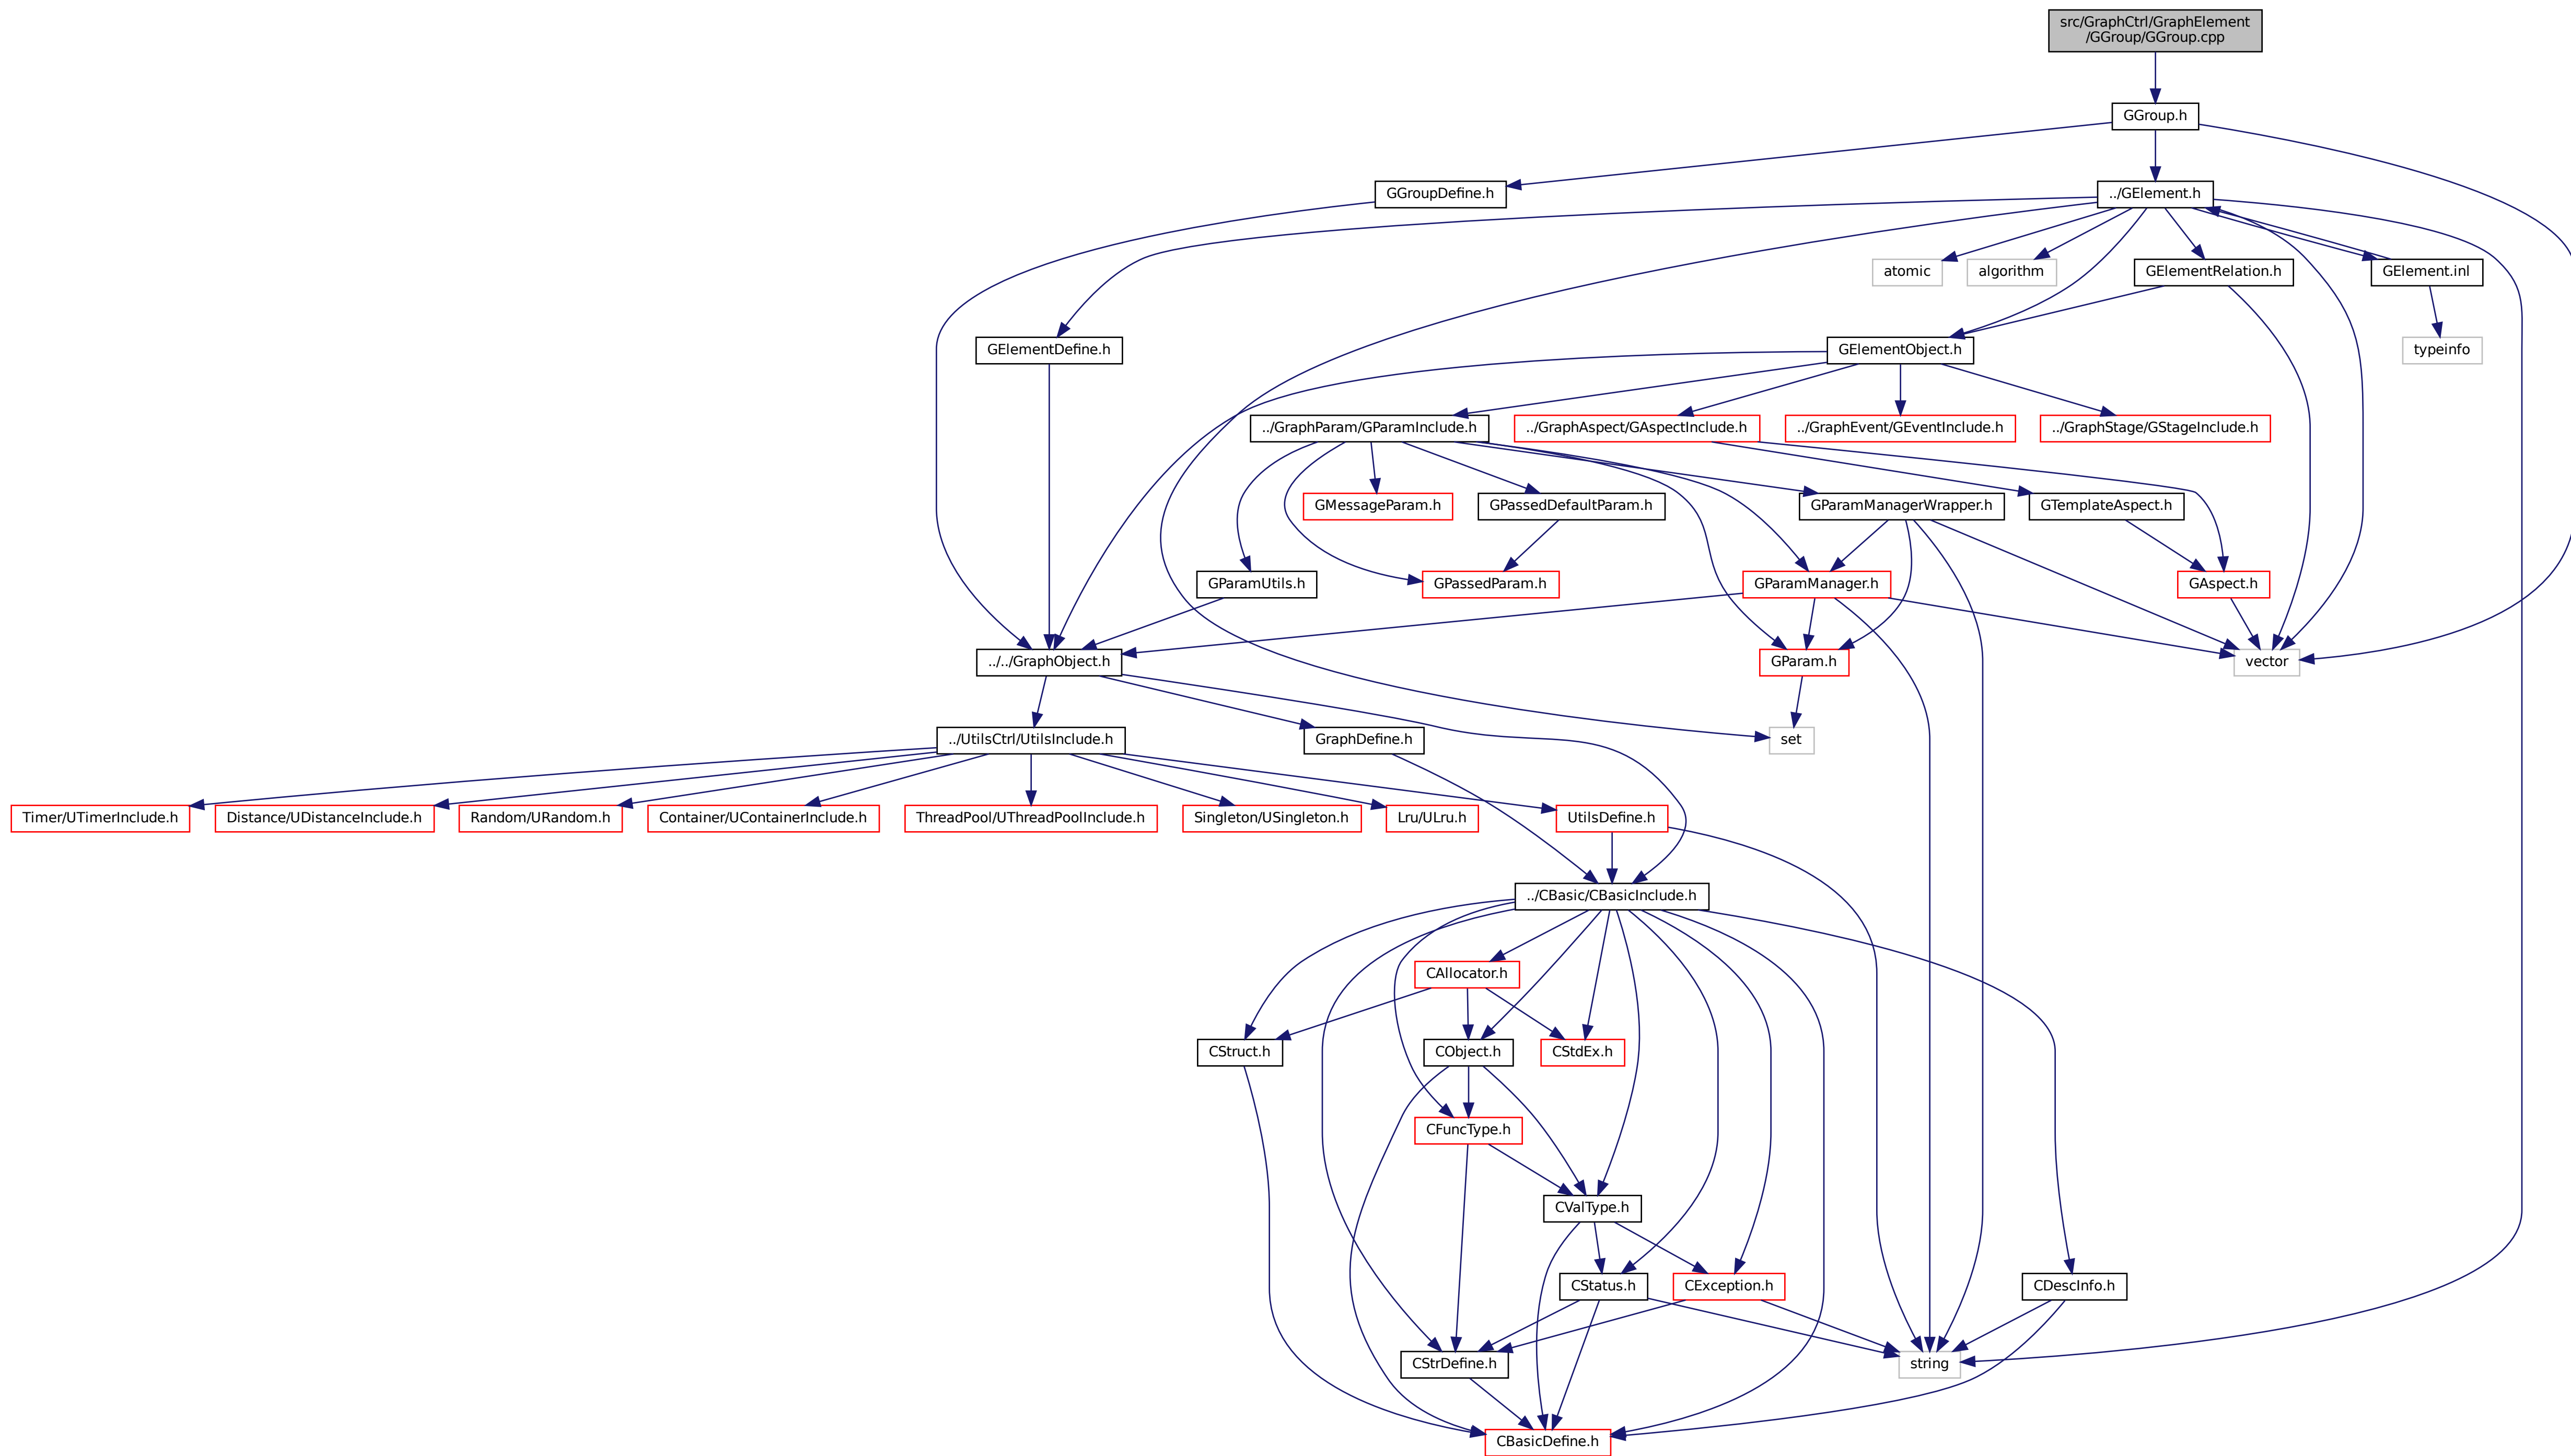 src/GraphCtrl/GraphElement
/GGroup/GGroup.cpp
GGroup.h
GGroupDefine.h
../GElement.h
atomic
algorithm
GElementRelation.h
GElement.inl
GElementDefine.h
GElementObject.h
typeinfo
../GraphParam/GParamInclude.h
../GraphAspect/GAspectInclude.h
../GraphEvent/GEventInclude.h
../GraphStage/GStageInclude.h
GMessageParam.h
GPassedDefaultParam.h
GParamManagerWrapper.h
GTemplateAspect.h
GParamUtils.h
GPassedParam.h
GParamManager.h
GAspect.h
../../GraphObject.h
GParam.h
vector
../UtilsCtrl/UtilsInclude.h
GraphDefine.h
set
Timer/UTimerInclude.h
Distance/UDistanceInclude.h
Random/URandom.h
Container/UContainerInclude.h
ThreadPool/UThreadPoolInclude.h
Singleton/USingleton.h
Lru/ULru.h
UtilsDefine.h
../CBasic/CBasicInclude.h
CAllocator.h
CStruct.h
CObject.h
CStdEx.h
CFuncType.h
CValType.h
CStatus.h
CException.h
CDescInfo.h
CStrDefine.h
string
CBasicDefine.h